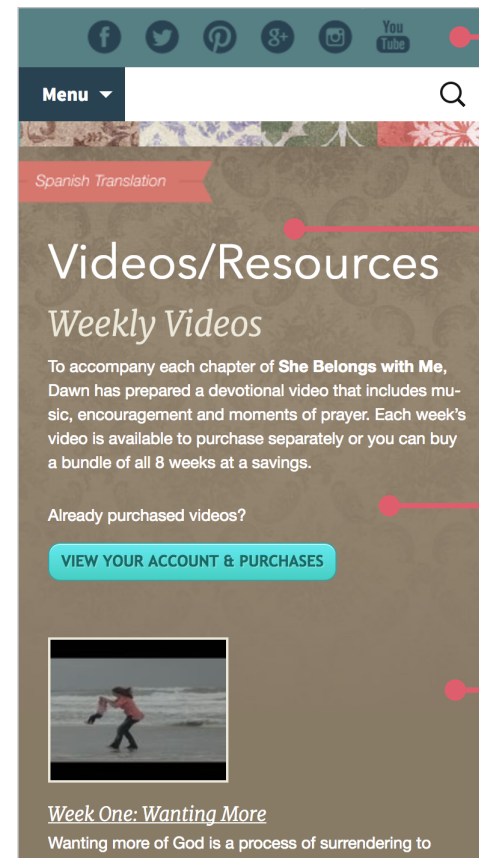 f
8+
You
Tube
Menu
Spanish Translation
Videos/Resources
Weekly Videos
To accompany each chapter of She Belongs with Me,
Dawn has prepared a devotional video that includes mu-
sic, encouragement and moments of prayer. Each week's
video is available to purchase separately or you can buy
a bundle of all 8 weeks at a savings.
Already purchased videos?
VIEW YOUR ACCOUNT & PURCHASES
Week One: Wanting More
Wanting more of God is a process of surrendering to